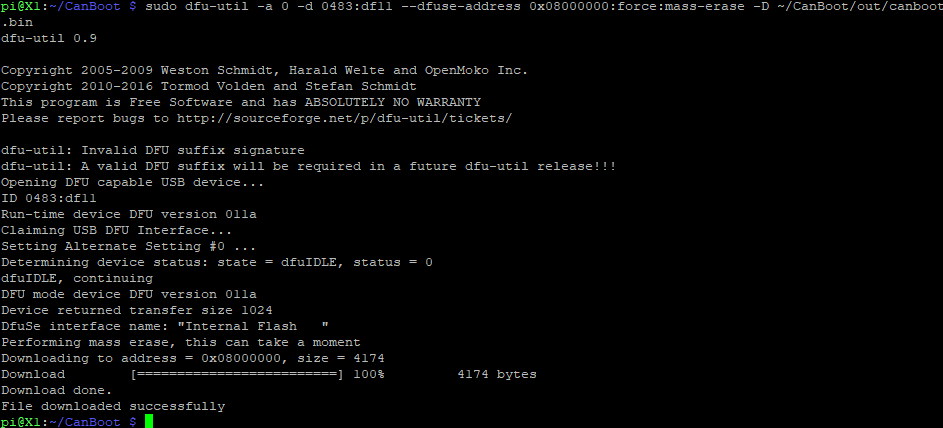 pi@X1:~/CanBoot $ sudo dfu-util -a 0 -d 0483:df11 --dfuse-address 0x08000000:force:mass-erase -D ~/CanBoot/out/canboot
.bin
dfu-util 0.9
Copyright 2005-2009 Weston Schmidt, Harald Welte and OpenMoko Inc.
Copyright 2010-2016 Tormod Volden and Stefan Schmidt
This program is Free Software and has ABSOLUTELY NO WARRANTY
Please report bugs to http://sourceforge.net/p/dfu-util/tickets/
dfu-util: Invalid DFU suffix signature
dfu-util: A valid DFU suffix will be required in a future dfu-util release!!!
Opening DFU capable USB device...
ID 0483:df11
Run-time device DFU version 011a
Claiming USB DFU Interface...
Setting Alternate Setting #0 ...
Determining device status: state = dfuIDLE, status = 0
dfuIDLE, continuing
DFU mode device DFU version 011a
Device returned transfer size 1024
DfuSe interface name: "Internal Flash   "
Performing mass erase, this can take a moment
Downloading to address = 0x08000000, size = 4174
Download        [=========================] 100%         4174 bytes
Download done.
File downloaded successfully
pi@X1:~/CanBoot $